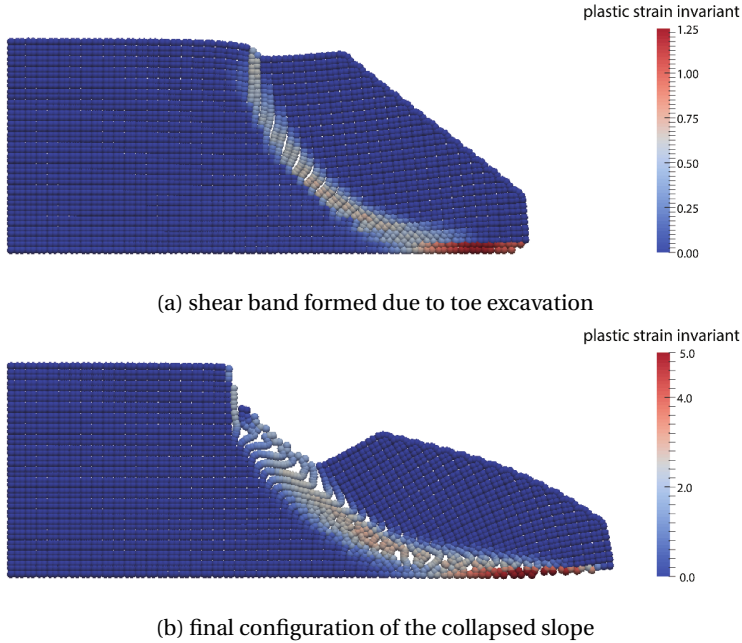 plastic strain invariant
1.25
1.00
0.75
0.50
0.25
0.00
(a) shear band formed due to toe excavation
plastic strain invariant
5.0
4.0
2.0
0.0
(b) final configuration of the collapsed slope